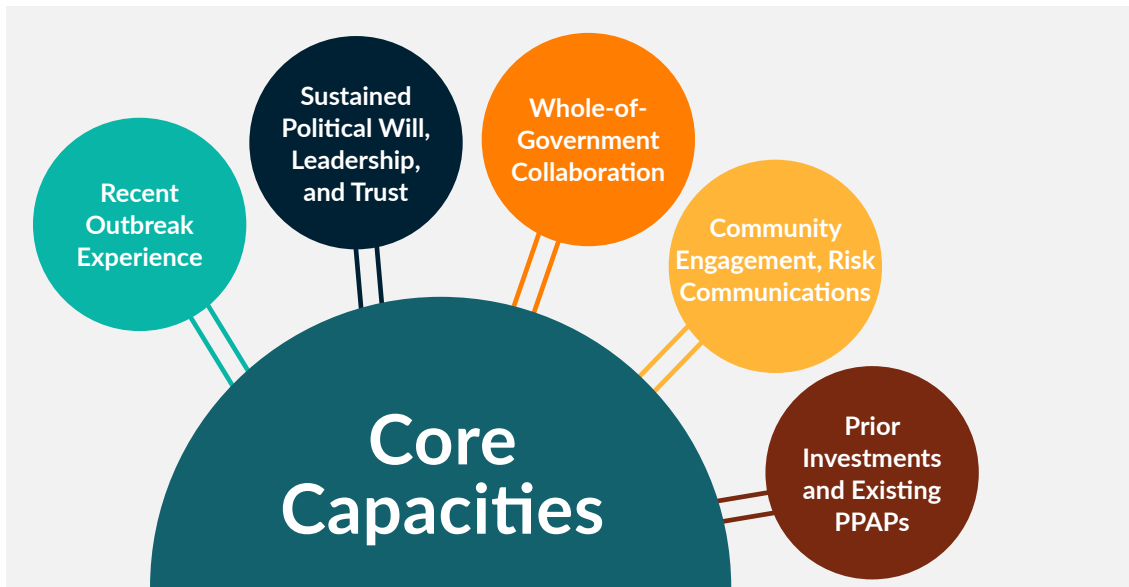 Recent
Outbreak
Experience
Sustained
Political Will,
Leadership,
and Trust
Whole-of-
Government
Collaboration
Community
Engagement, Risk
Communications
Prior
Investments
and Existing
PPAPs
Core
Capacities